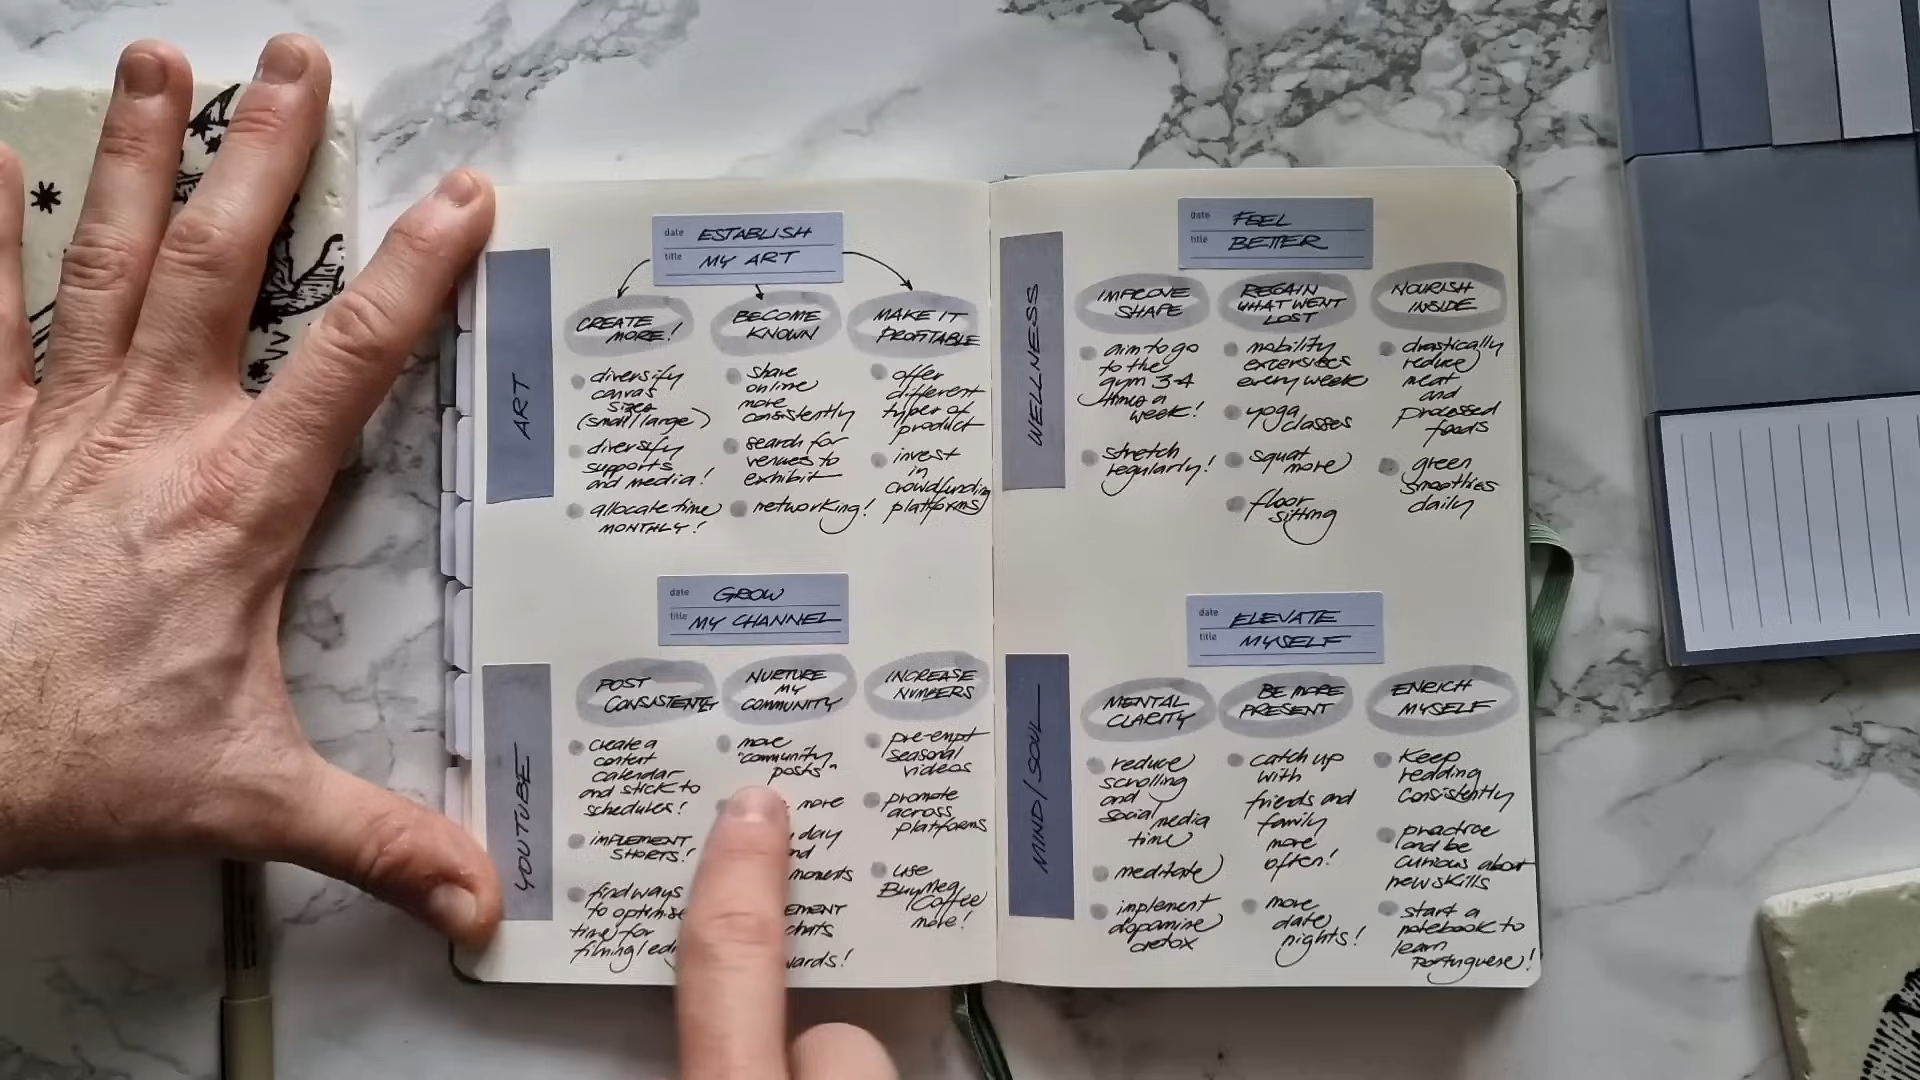 ART
date ESTABLISH
title MY ART
CREATE
MORE!
diversify
canvas
sizes
(small/large)
diversify
supports
and media!
allocate time
MONTHLY!
BECOME
KNOWN
share
online
more
consistently
search for
venues to
exhibit
networking!
MAKE IT
PROFITABLE
offer
different
types of
product
invest
in
crowdfunding
platforms
YOUTUBE
date GROW
title MY CHANNEL
POST
CONSISTENTLY
create a
content
calendar
and stick to
schedules!
IMPLEMENT
SHORTS!
find ways
to optimise
time for
filming/edi
NURTURE
MY
COMMUNITY
more
"community
posts"
more
day
moments
INCREASE
NUMBERS
pre-empt
seasonal
videos
promote
across
platforms
use
BuyMeg
Coffee
more!
WELLNESS
date FEEL
title BETTER
IMPROVE
SHAPE
aim to go
to the
gym 3-4
times a
week!
stretch
regularly!
REGAIN
WHAT WENT
LOST
mobility
excersises
every week
yoga
classes
squat
more
floor
sitting
NOURISH
INSIDE
drastically
reduce
meat
and
processed
foods
green
smoothies
daily
MIND/SOUL
date ELEVATE
title MYSELF
MENTAL
CLARITY
reduce
scrolling
and
social media
time
meditate
implement
dopamine
detox
BE MORE
PRESENT
catch up
with
friends and
family
more
often!
more
date
nights!
ENRICH
MYSELF
Keep
reading
consistently
practice
and be
curious about
new skills
start a
notebook to
learn
Portuguese!